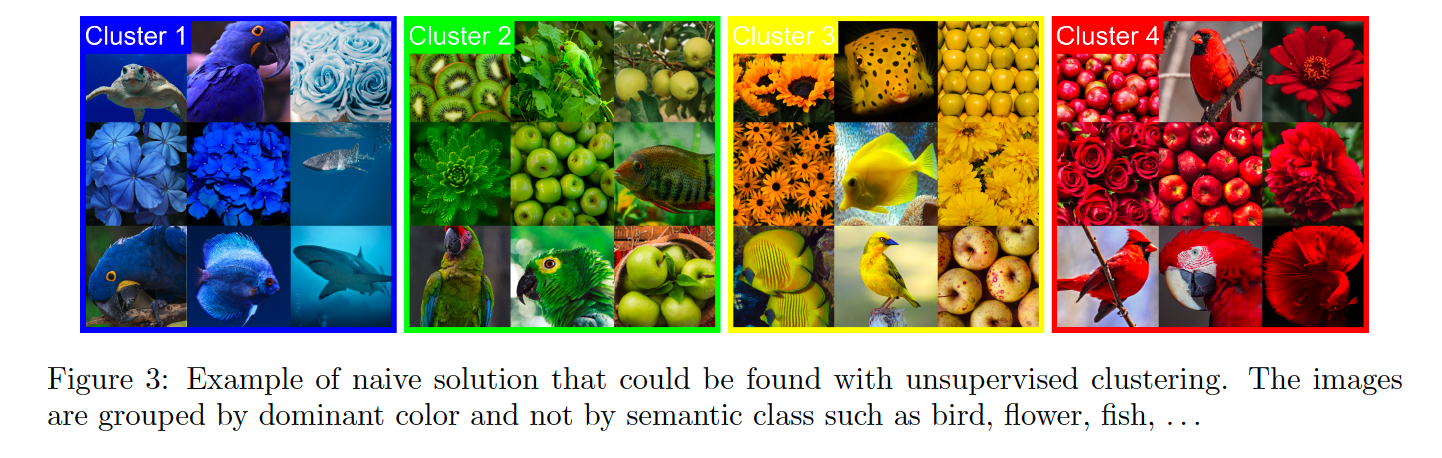 Cluster 1
Cluster 2
Cluster 3
Cluster 4
Figure 3: Example of naive solution that could be found with unsupervised clustering. The images
are grouped by dominant color and not by semantic class such as bird, flower, fish, ...